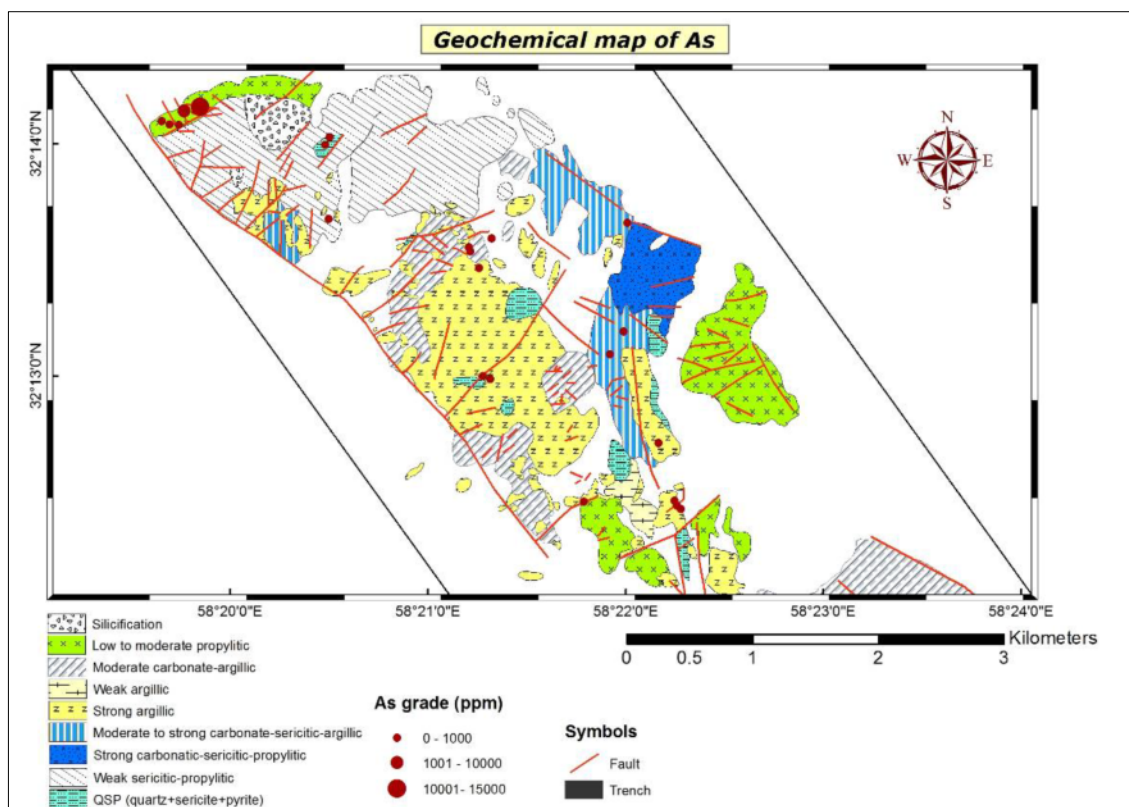 Geochemical map of As
N
W
E
S
32°14'0"N
32°13'0"N
58°20'0"E
58°21'0"E
58°22'0"E
58°23'0"E
58°24'0"E
Silicification
Low to moderate propylitic
Moderate carbonate-argillic
Weak argillic
Strong argillic
Moderate to strong carbonate-sericitic-argillic
Strong carbonatic-sericitic-propylitic
Weak sericitic-propylitic
QSP (quartz+sericite+pyrite)
As grade (ppm)
0 - 1000
1001 - 10000
10001- 15000
Symbols
Fault
Trench
Kilometers
0 0.5 1 2 3